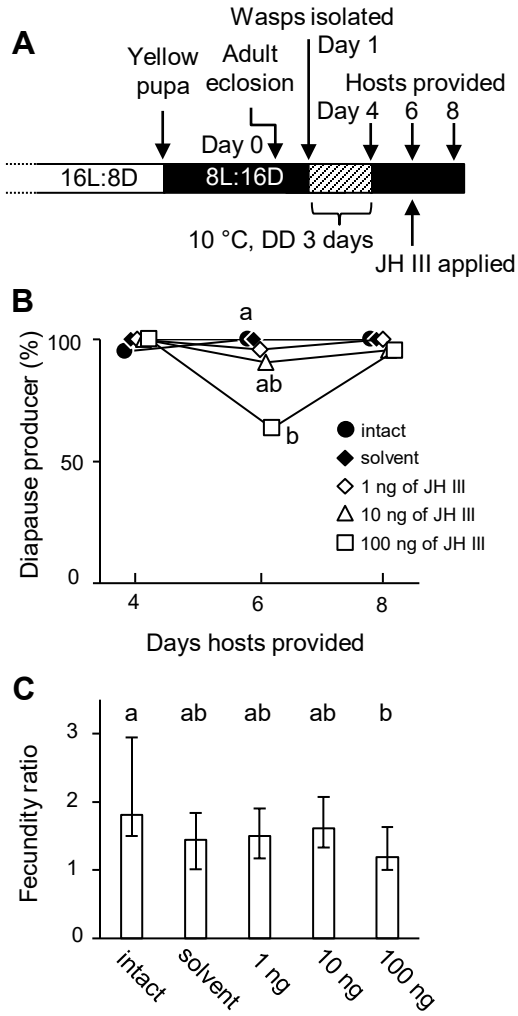 A
Wasps isolated
Day 1
Yellow
pupa
Adult
eclosion
Hosts provided
Day 4 6 8
Day 0
16L:8D 8L:16D
10 °C, DD 3 days
JH III applied
B
Diapause producer (%)
100
50
0
a
ab
b
intact
solvent
1 ng of JH III
10 ng of JH III
100 ng of JH III
4 6 8
Days hosts provided
C
Fecundity ratio
3
2
1
0
a ab ab ab b
intact solvent 1 ng 10 ng 100 ng